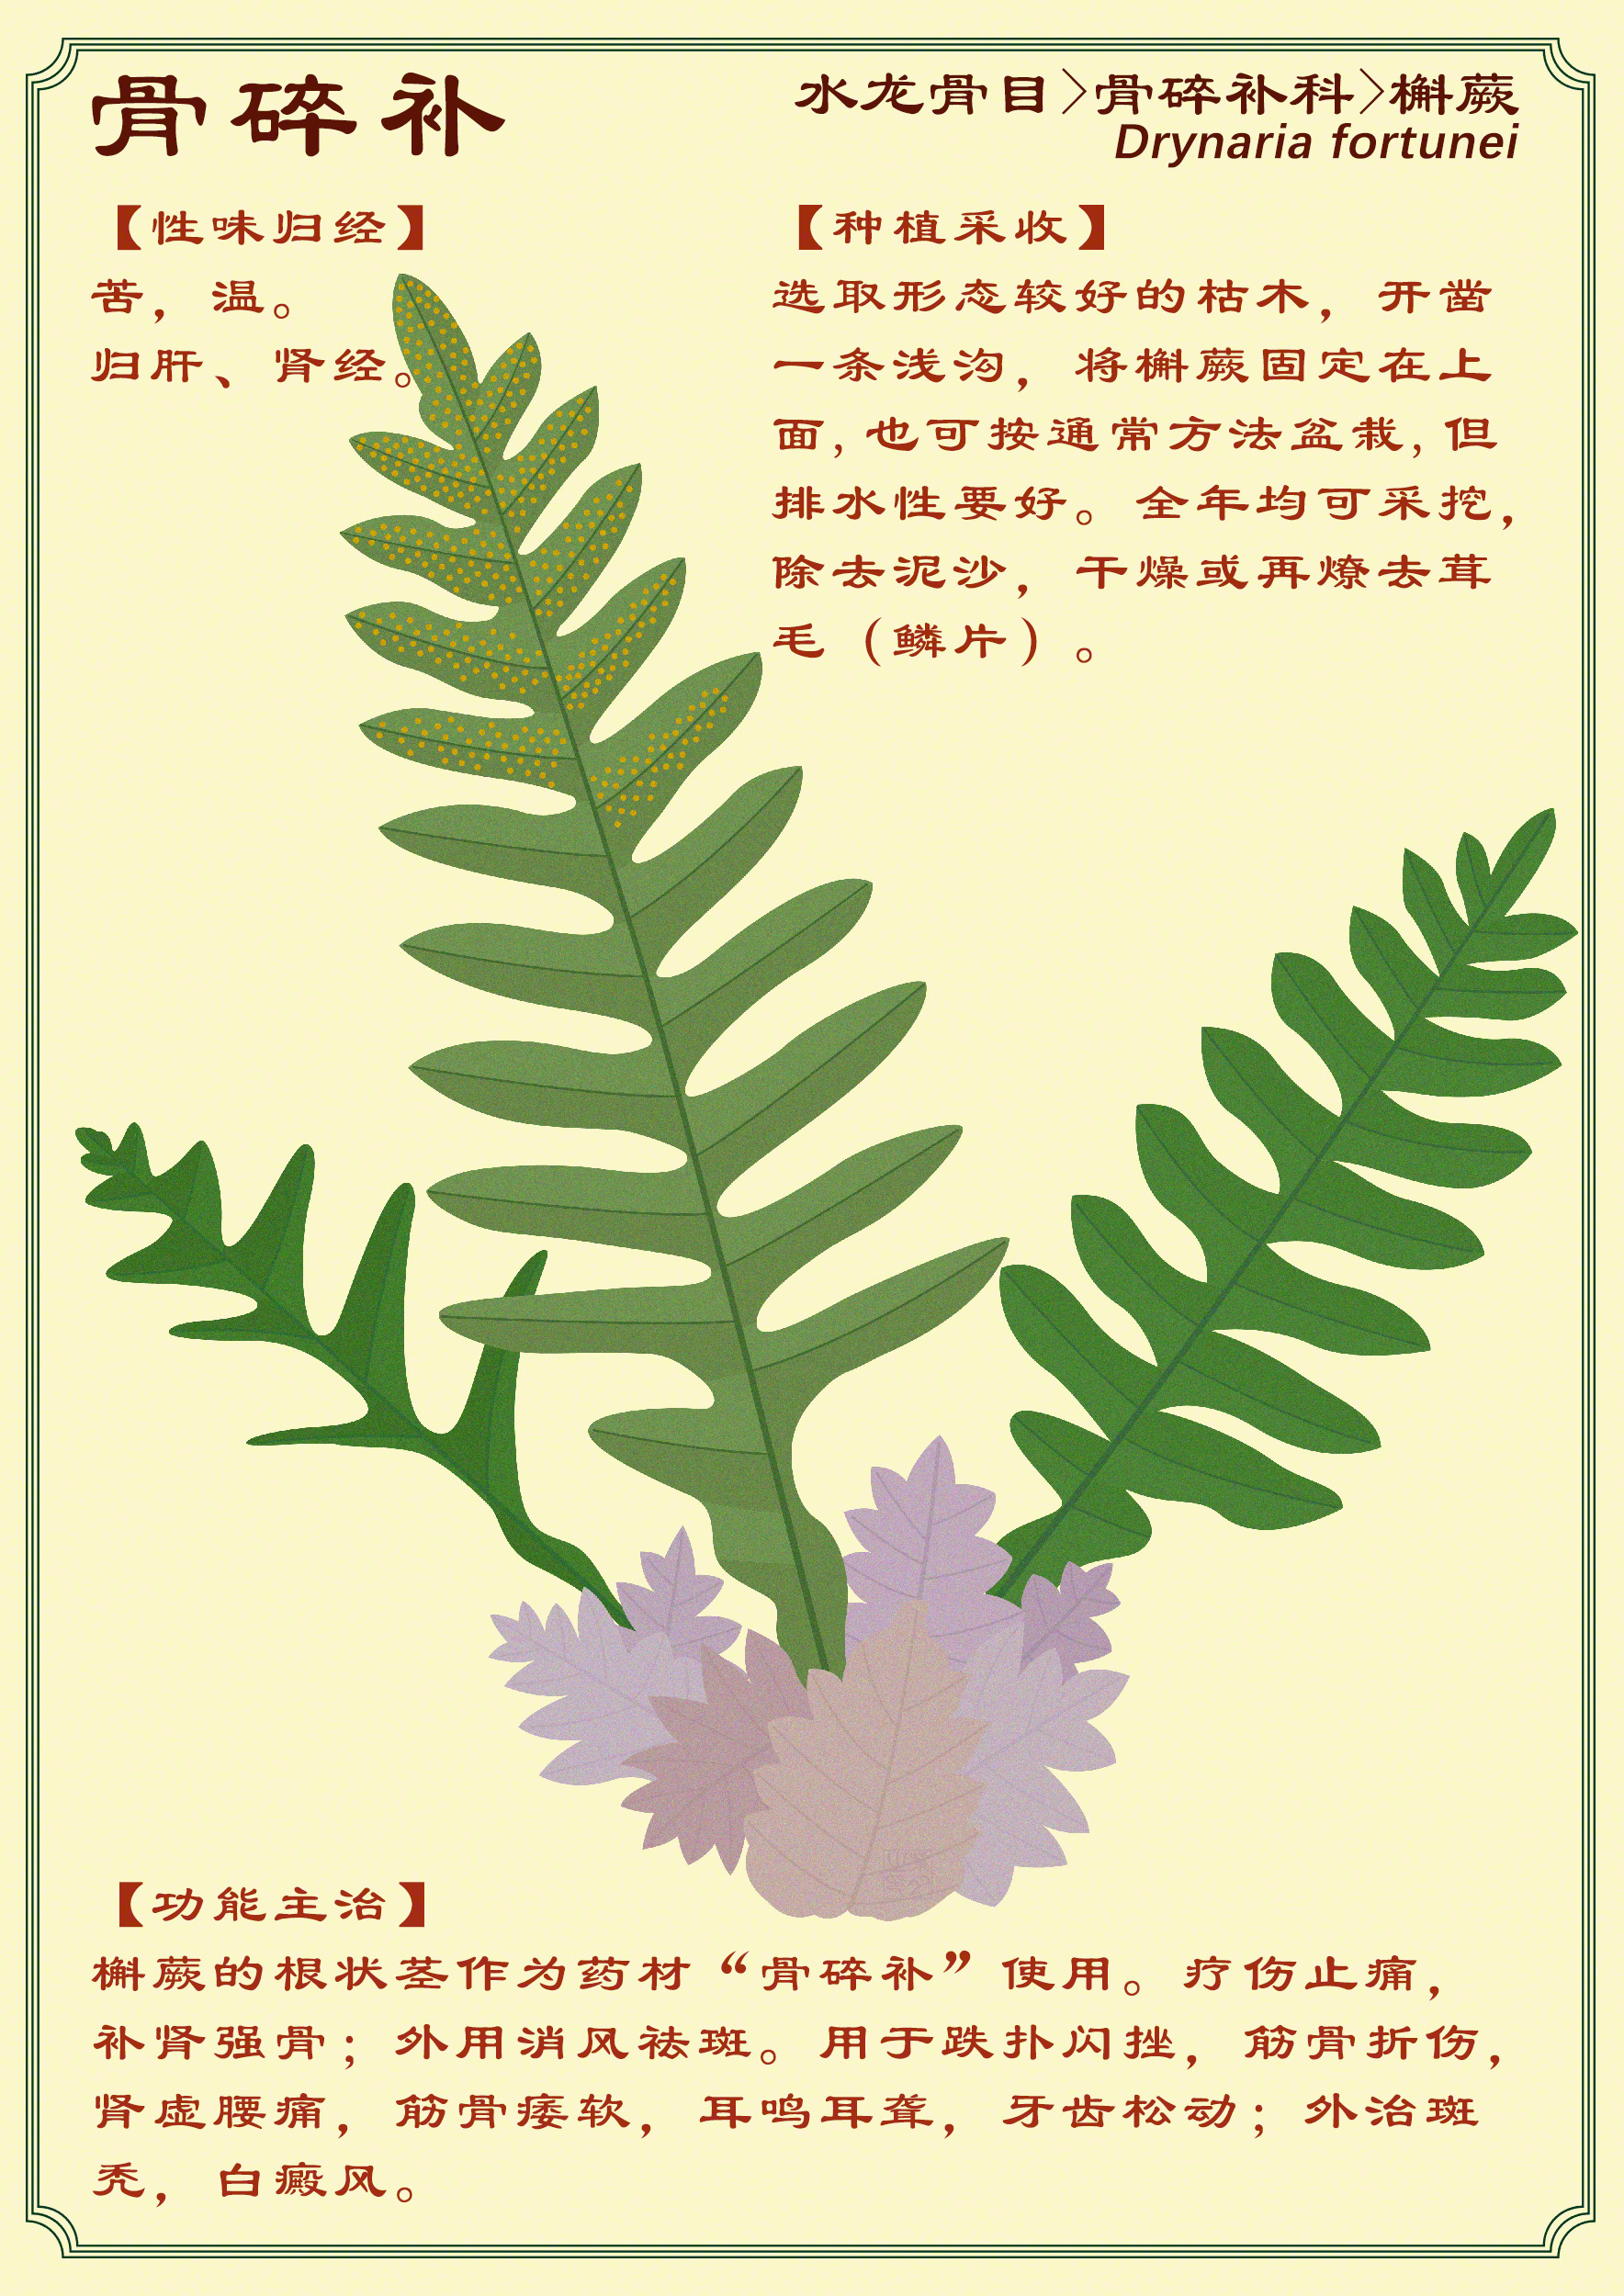 骨碎补
水龙骨目>骨碎补科>槲蕨
Drynaria fortunei
【性味归经】
苦，温。
归肝、肾经。
【种植采收】
选取形态较好的枯木，开凿
一条浅沟，将槲蕨固定在上
面，也可按通常方法盆栽，但
排水性要好。全年均可采挖，
除去泥沙，干燥或再燎去茸
毛（鳞片）。
【功能主治】
槲蕨的根状茎作为药材“骨碎补”使用。疗伤止痛，
补肾强骨；外用消风祛斑。用于跌扑闪挫，筋骨折伤，
肾虚腰痛，筋骨痿软，耳鸣耳聋，牙齿松动；外治斑
秃，白癜风。